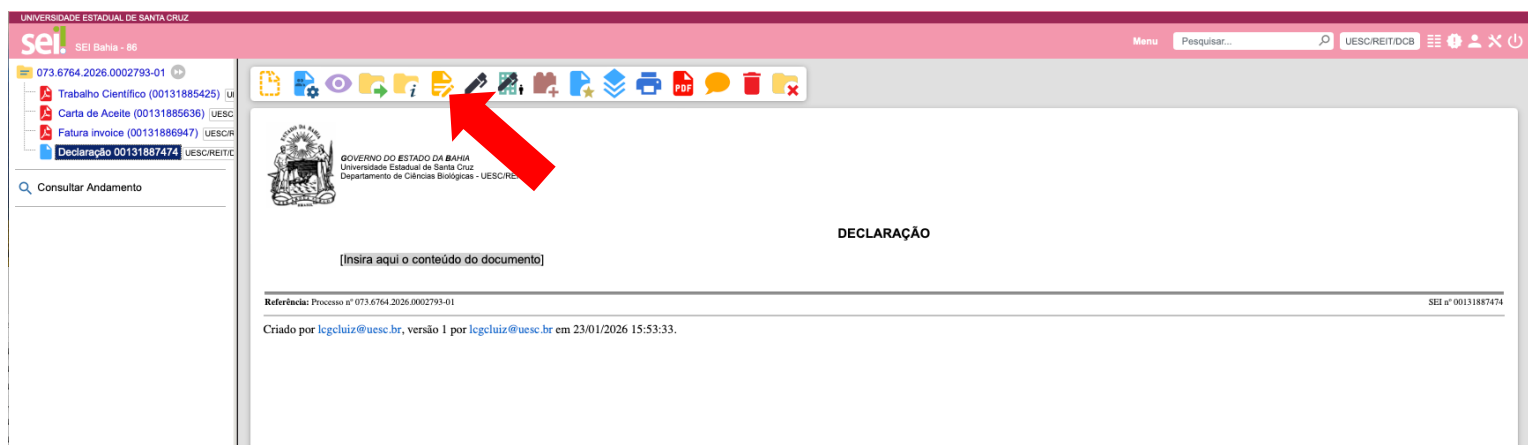 UNIVERSIDADE ESTADUAL DE SANTA CRUZ
sei! SEI Bahia - 86
Menu Pesquisar... UESC/REIT/DCB
073.6764.2026.0002793-01
Trabalho Científico (00131885425)
Carta de Aceite (00131885636) UESC
Fatura invoice (00131886947) UESC/R
Declaração 00131887474 UESC/REIT/D
Consultar Andamento
PDF
GOVERNO DO ESTADO DA BAHIA
Universidade Estadual de Santa Cruz
Departamento de Ciências Biológicas - UESC/RE
DECLARAÇÃO
[Insira aqui o conteúdo do documento]
Referência: Processo nº 073.6764.2026.0002793-01 SEI nº 00131887474
Criado por lcgcluiz@uesc.br, versão 1 por lcgcluiz@uesc.br em 23/01/2026 15:53:33.